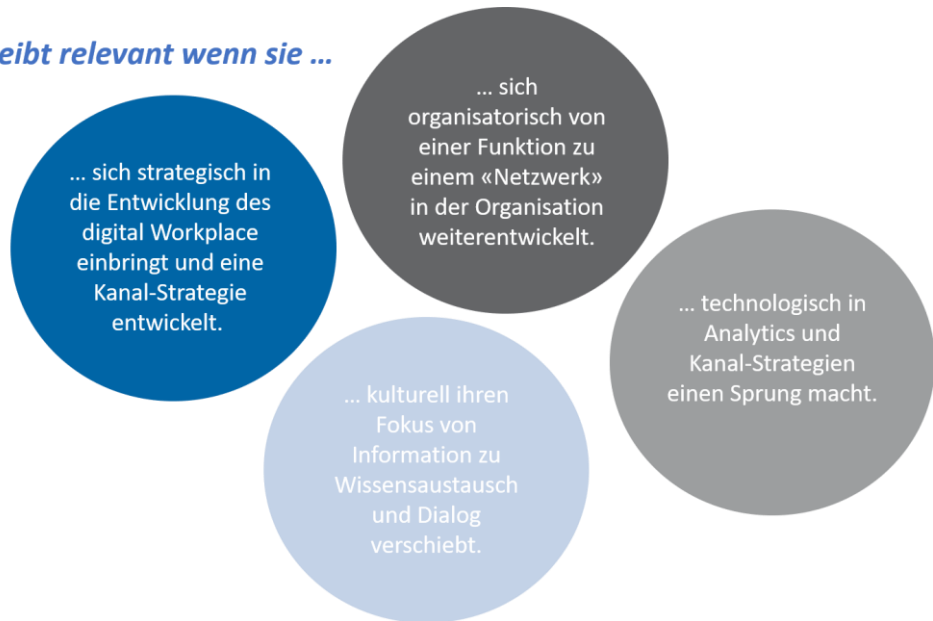 eibt relevant wenn sie ...
... sich strategisch in
die Entwicklung des
digital Workplace
einbringt und eine
Kanal-Strategie
entwickelt.
... sich
organisatorisch von
einer Funktion zu
einem «Netzwerk»
in der Organisation
weiterentwickelt.
... kulturell ihren
Fokus von
Information zu
Wissensaustausch
und Dialog
verschiebt.
... technologisch in
Analytics und
Kanal-Strategien
einen Sprung macht.